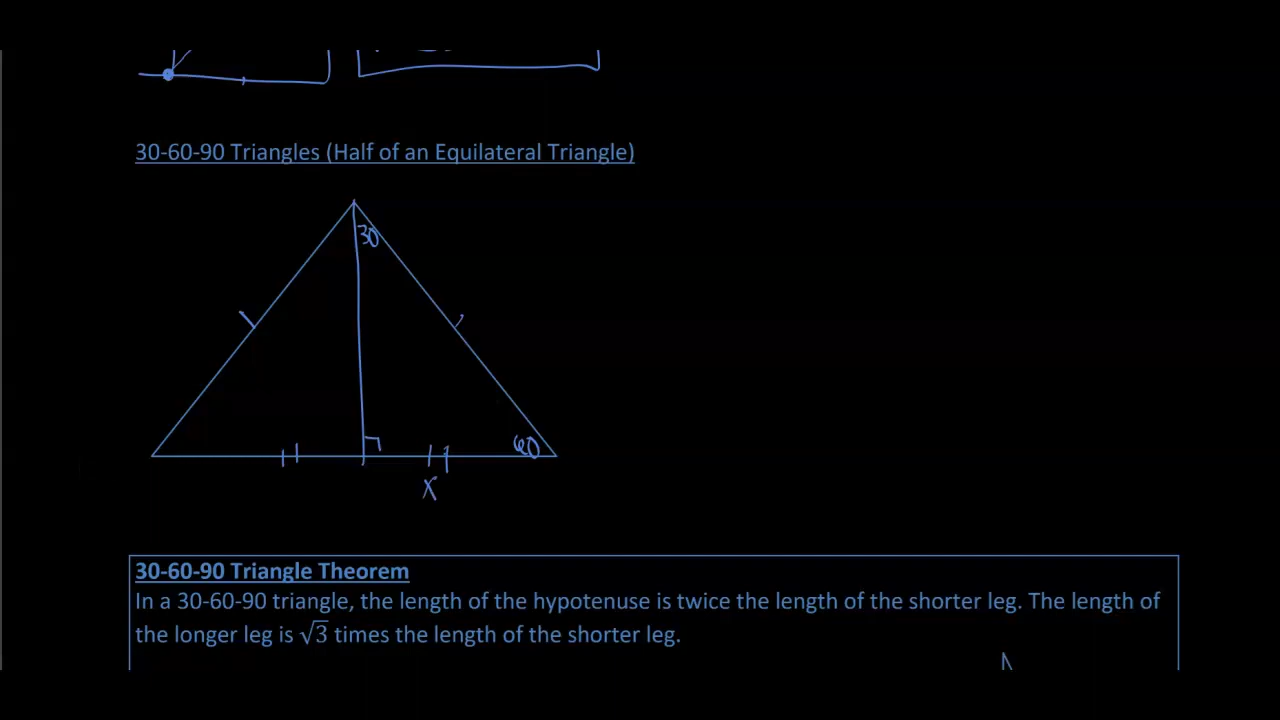 30-60-90 Triangles (Half of an Equilateral Triangle)
30
60
x
30-60-90 Triangle Theorem
In a 30-60-90 triangle, the length of the hypotenuse is twice the length of the shorter leg. The length of
the longer leg is √3 times the length of the shorter leg.